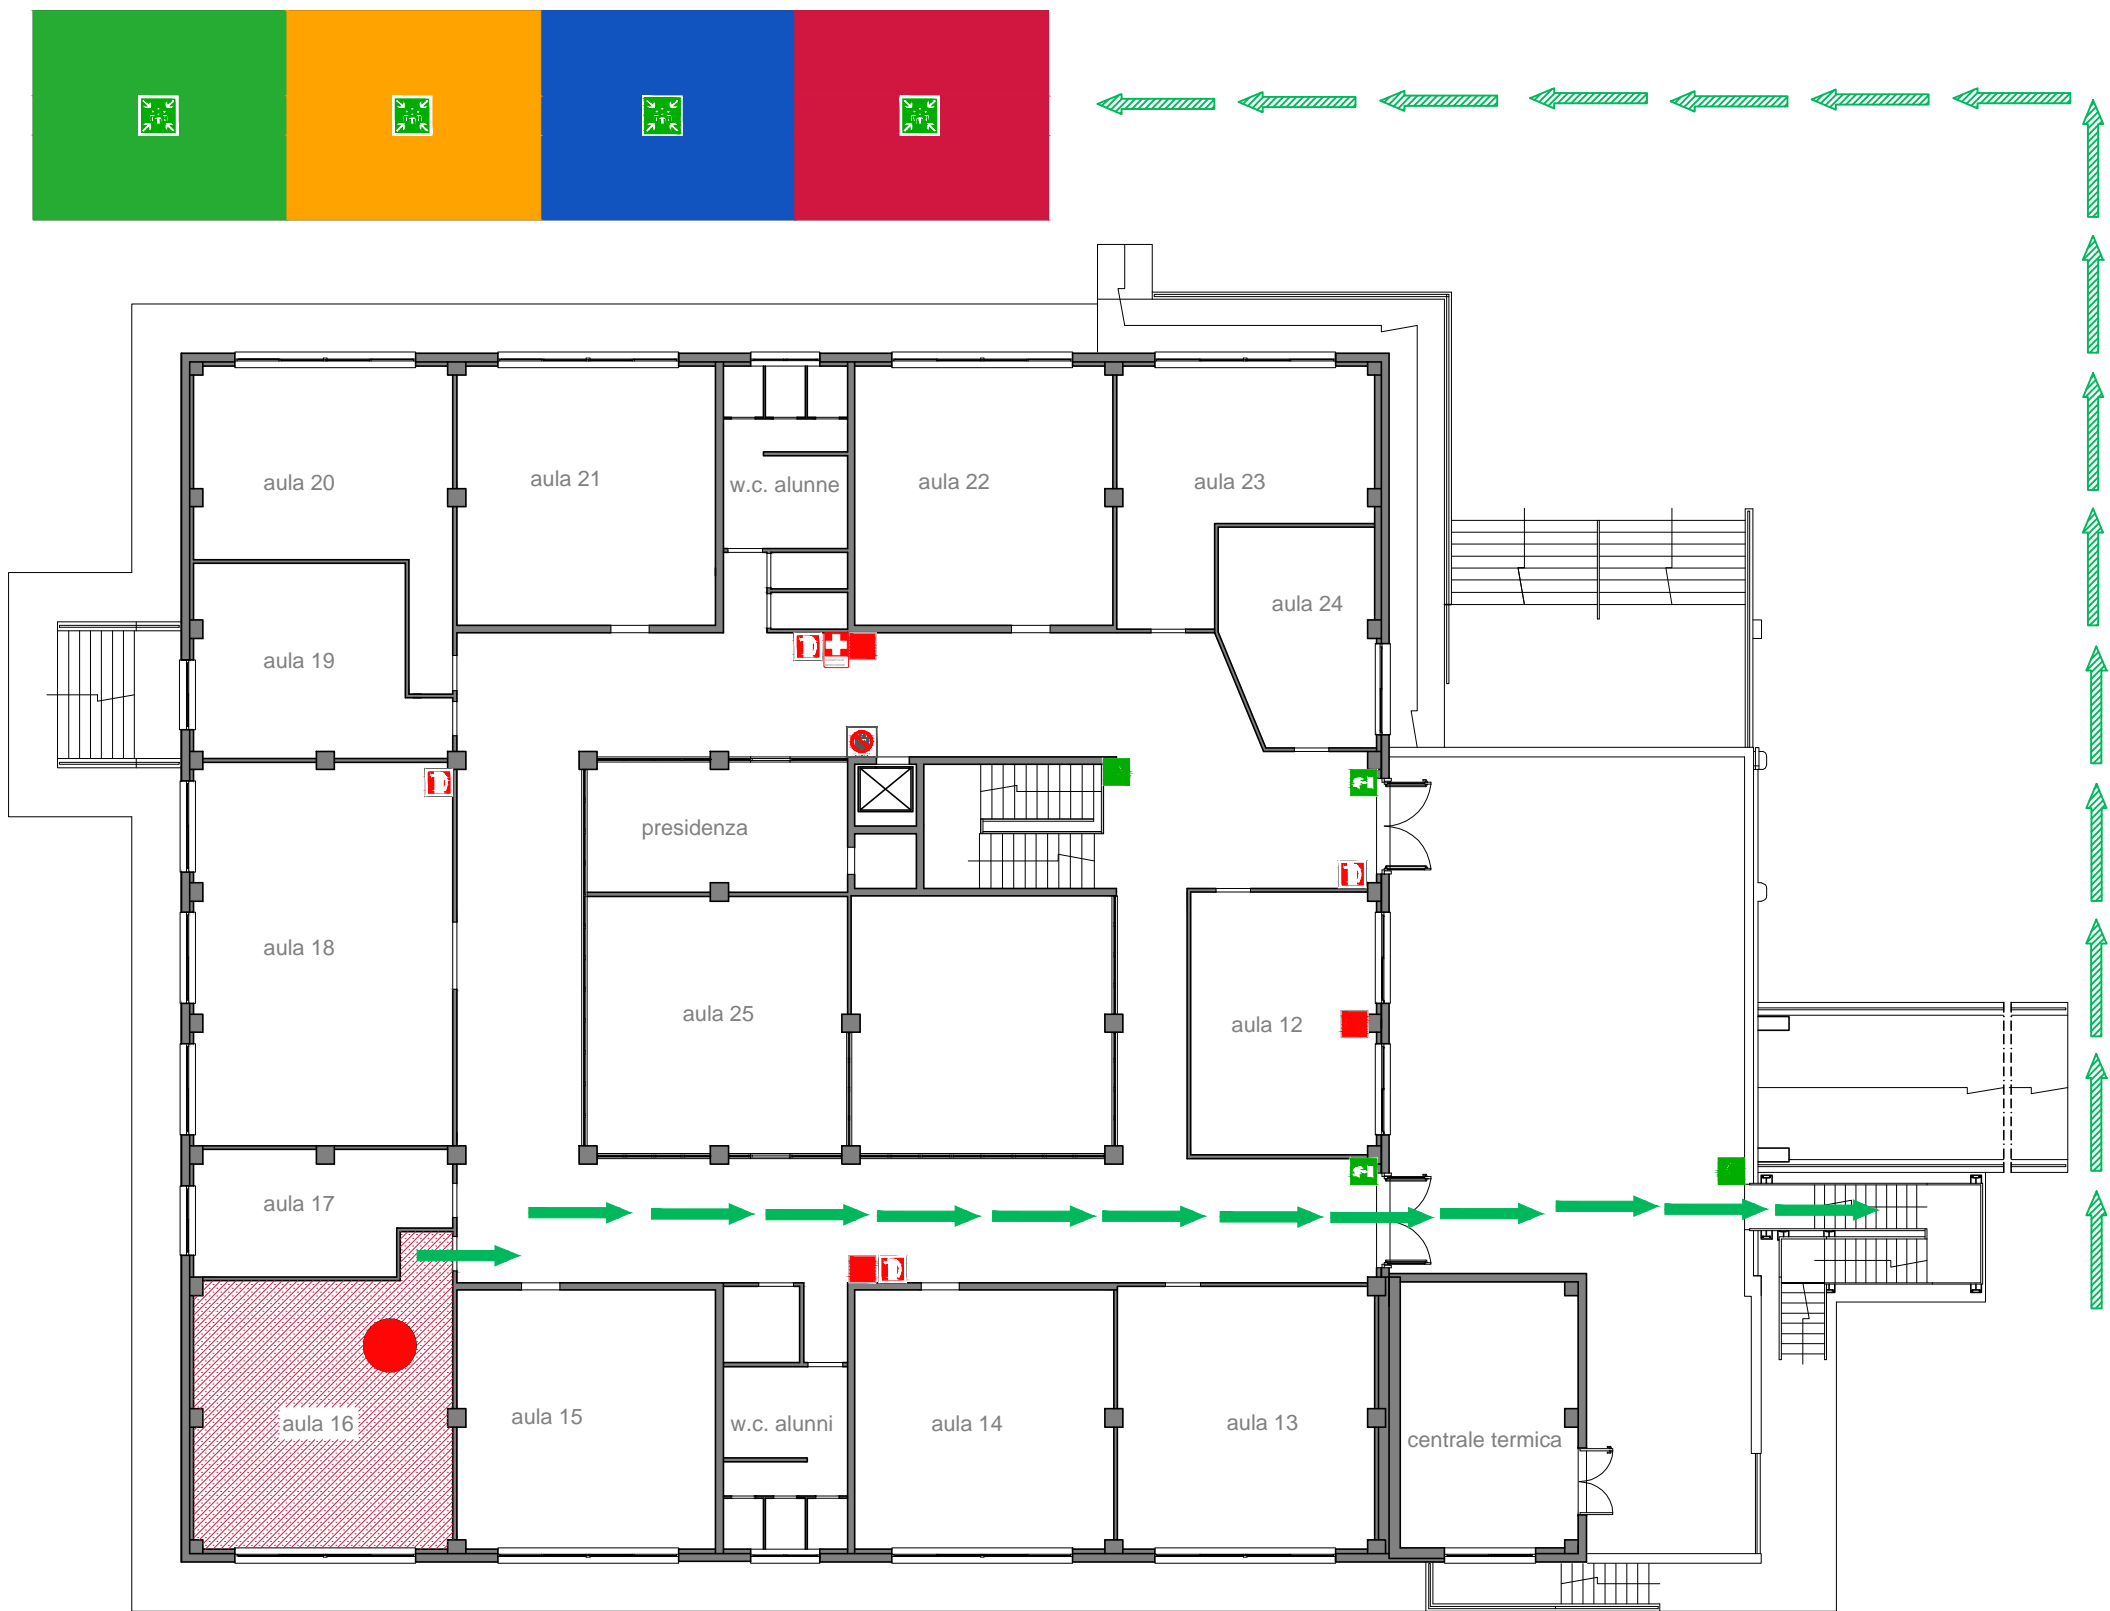 aula 20
aula 21
w.c. alunne
aula 22
aula 23
aula 24
aula 19
presidenza
aula 18
aula 25
aula 12
aula 17
aula 16
aula 15
w.c. alunni
aula 14
aula 13
centrale termica